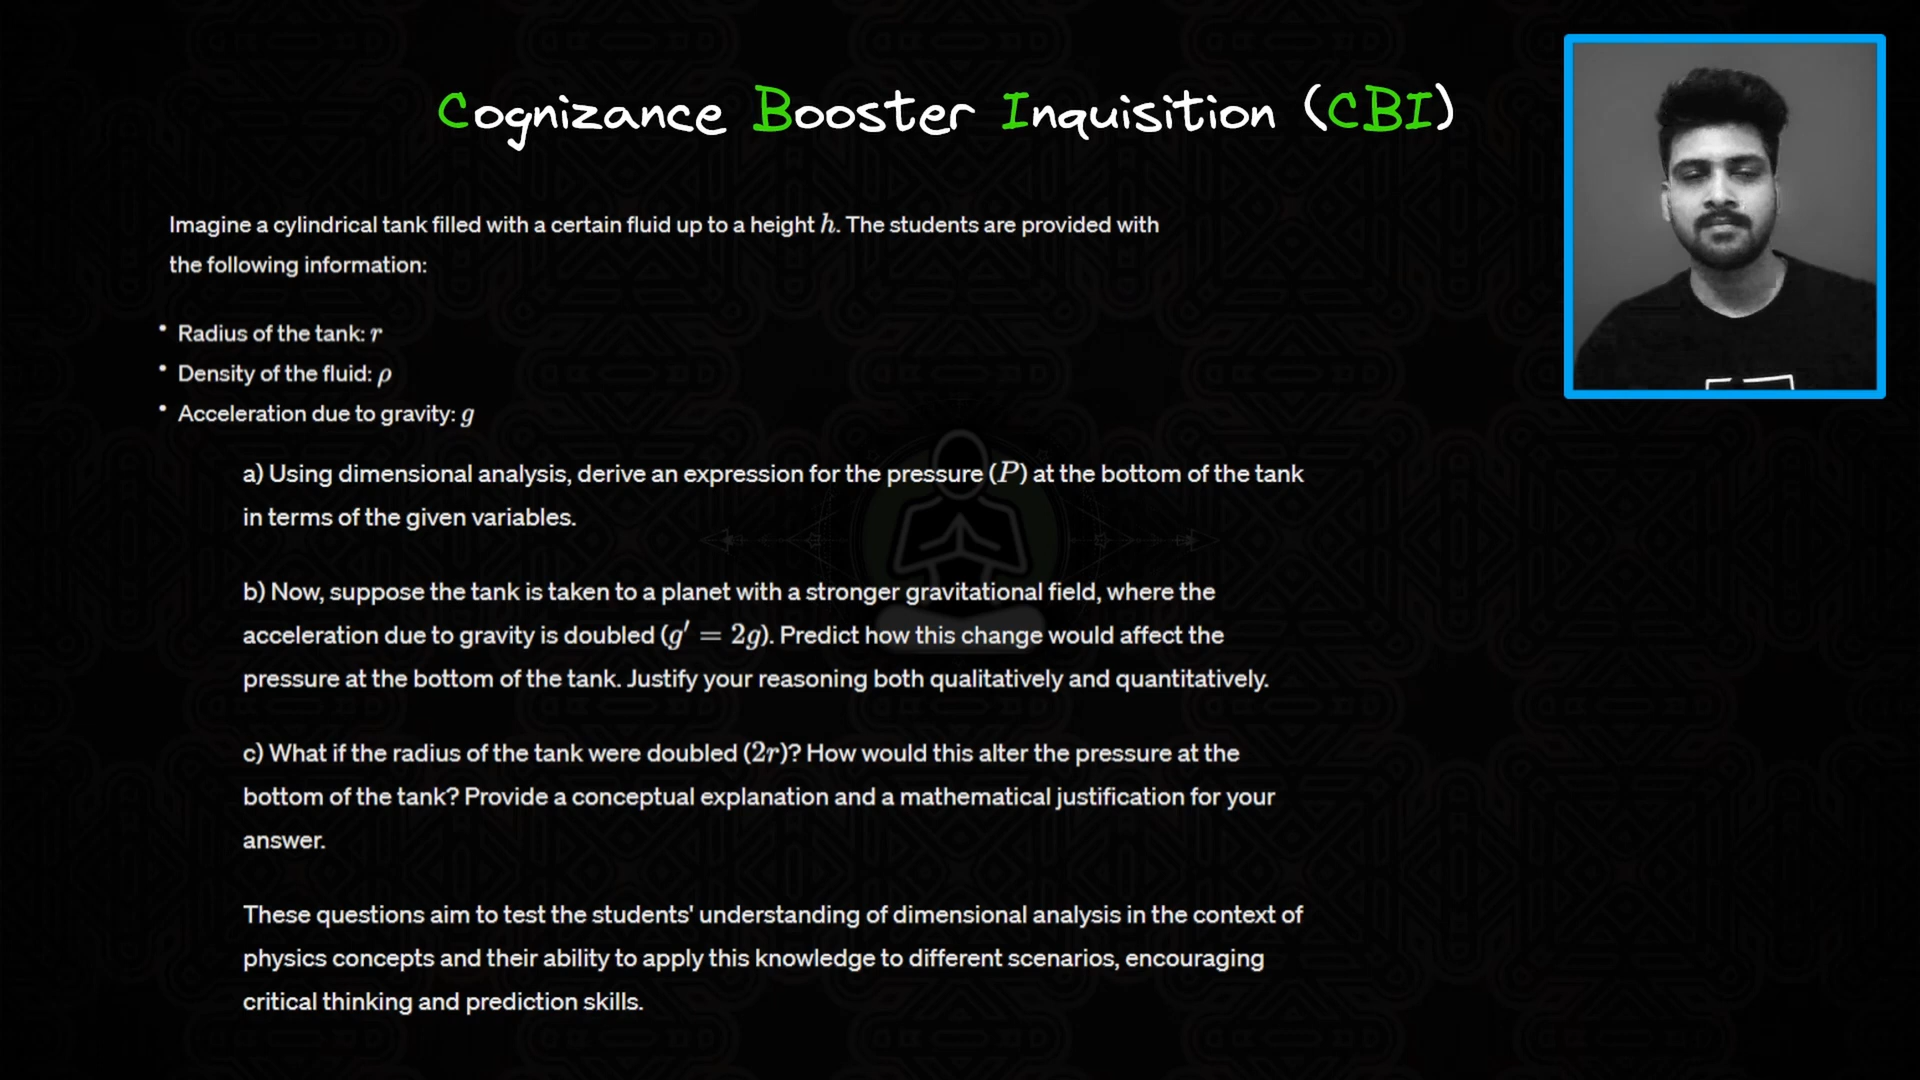 Cognizance Booster Inquisition (CBI)
Imagine a cylindrical tank filled with a certain fluid up to a height h. The students are provided with
the following information:
• Radius of the tank: r
• Density of the fluid: ρ
• Acceleration due to gravity: g
a) Using dimensional analysis, derive an expression for the pressure (P) at the bottom of the tank
in terms of the given variables.
b) Now, suppose the tank is taken to a planet with a stronger gravitational field, where the
acceleration due to gravity is doubled (g′ = 2g). Predict how this change would affect the
pressure at the bottom of the tank. Justify your reasoning both qualitatively and quantitatively.
c) What if the radius of the tank were doubled (2r)? How would this alter the pressure at the
bottom of the tank? Provide a conceptual explanation and a mathematical justification for your
answer.
These questions aim to test the students' understanding of dimensional analysis in the context of
physics concepts and their ability to apply this knowledge to different scenarios, encouraging
critical thinking and prediction skills.